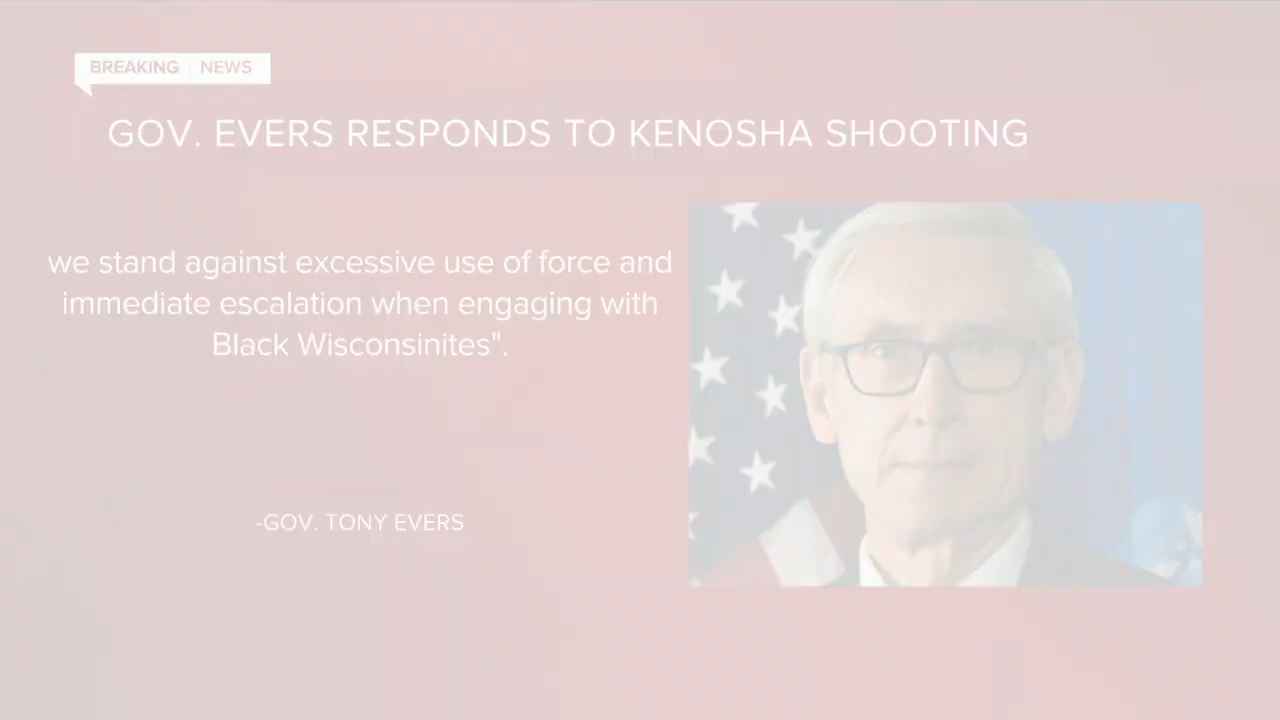 BREAKING | NEWS
GOV. EVERS RESPONDS TO KENOSHA SHOOTING
we stand against excessive use of force and
immediate escalation when engaging with
Black Wisconsinites".
-GOV. TONY EVERS